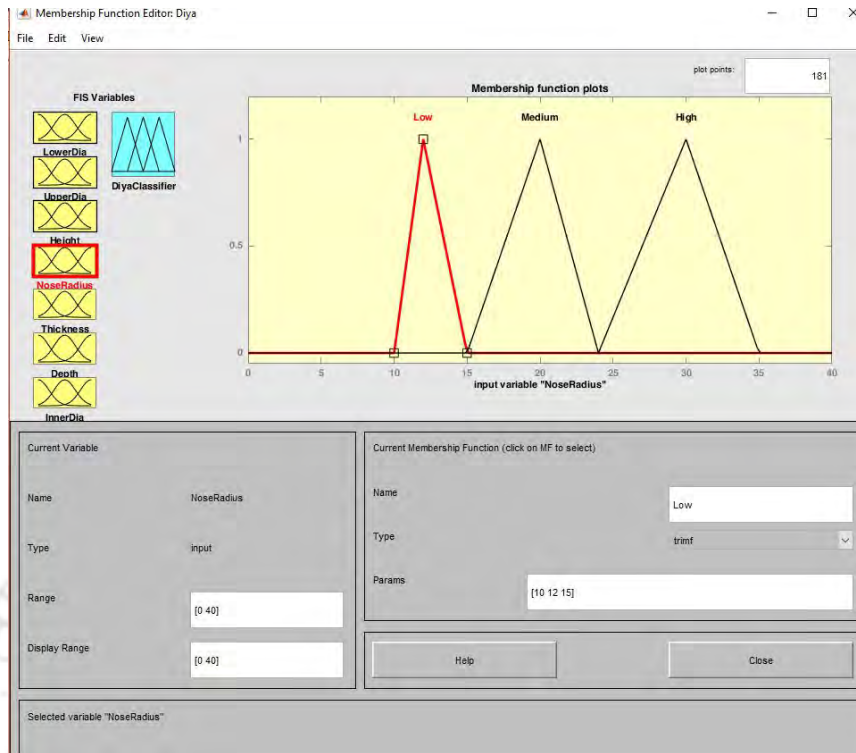 Membership Function Editor: Diya
File Edit View
plot points: 181
FIS Variables
LowerDia
UpperDia
Height
NoseRadius
Thickness
Depth
InnerDia
DiyaClassifier
Membership function plots
Low Medium High
1
0.5
0
0 5 10 15 20 25 30 35 40
input variable "NoseRadius"
Current Variable
Name NoseRadius
Type input
Range [0 40]
Display Range [0 40]
Current Membership Function (click on MF to select)
Name Low
Type trimf
Params [10 12 15]
Help Close
Selected variable "NoseRadius"